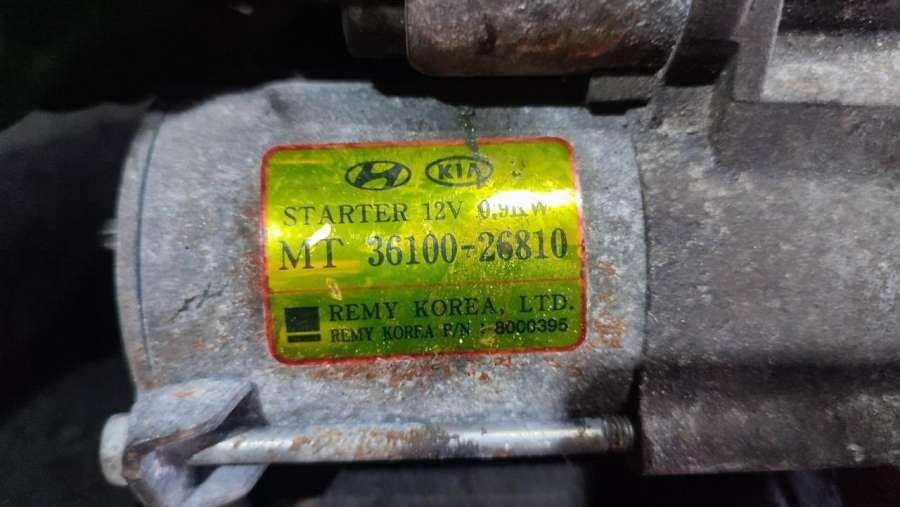 KIA
STARTER 12V 0.9KW
MT 36100-26810
REMY KOREA, LTD.
REMY KOREA P/N : 8000395